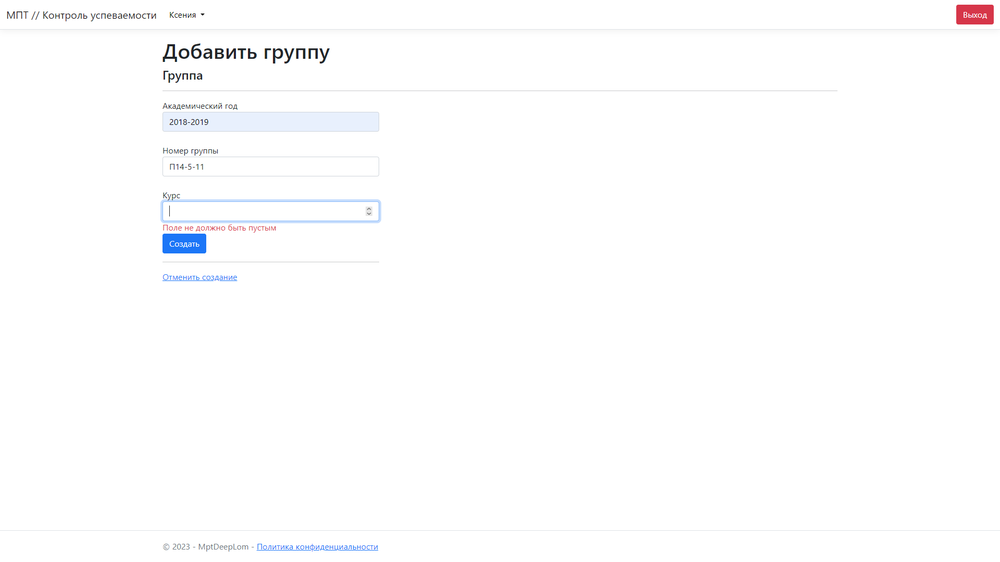 МПТ // Контроль успеваемости
Ксения
Выход
Добавить группу
Группа
Академический год
2018-2019
Номер группы
П14-5-11
Курс
Поле не должно быть пустым
Создать
Отменить создание
© 2023 - MptDeepLom - Политика конфиденциальности